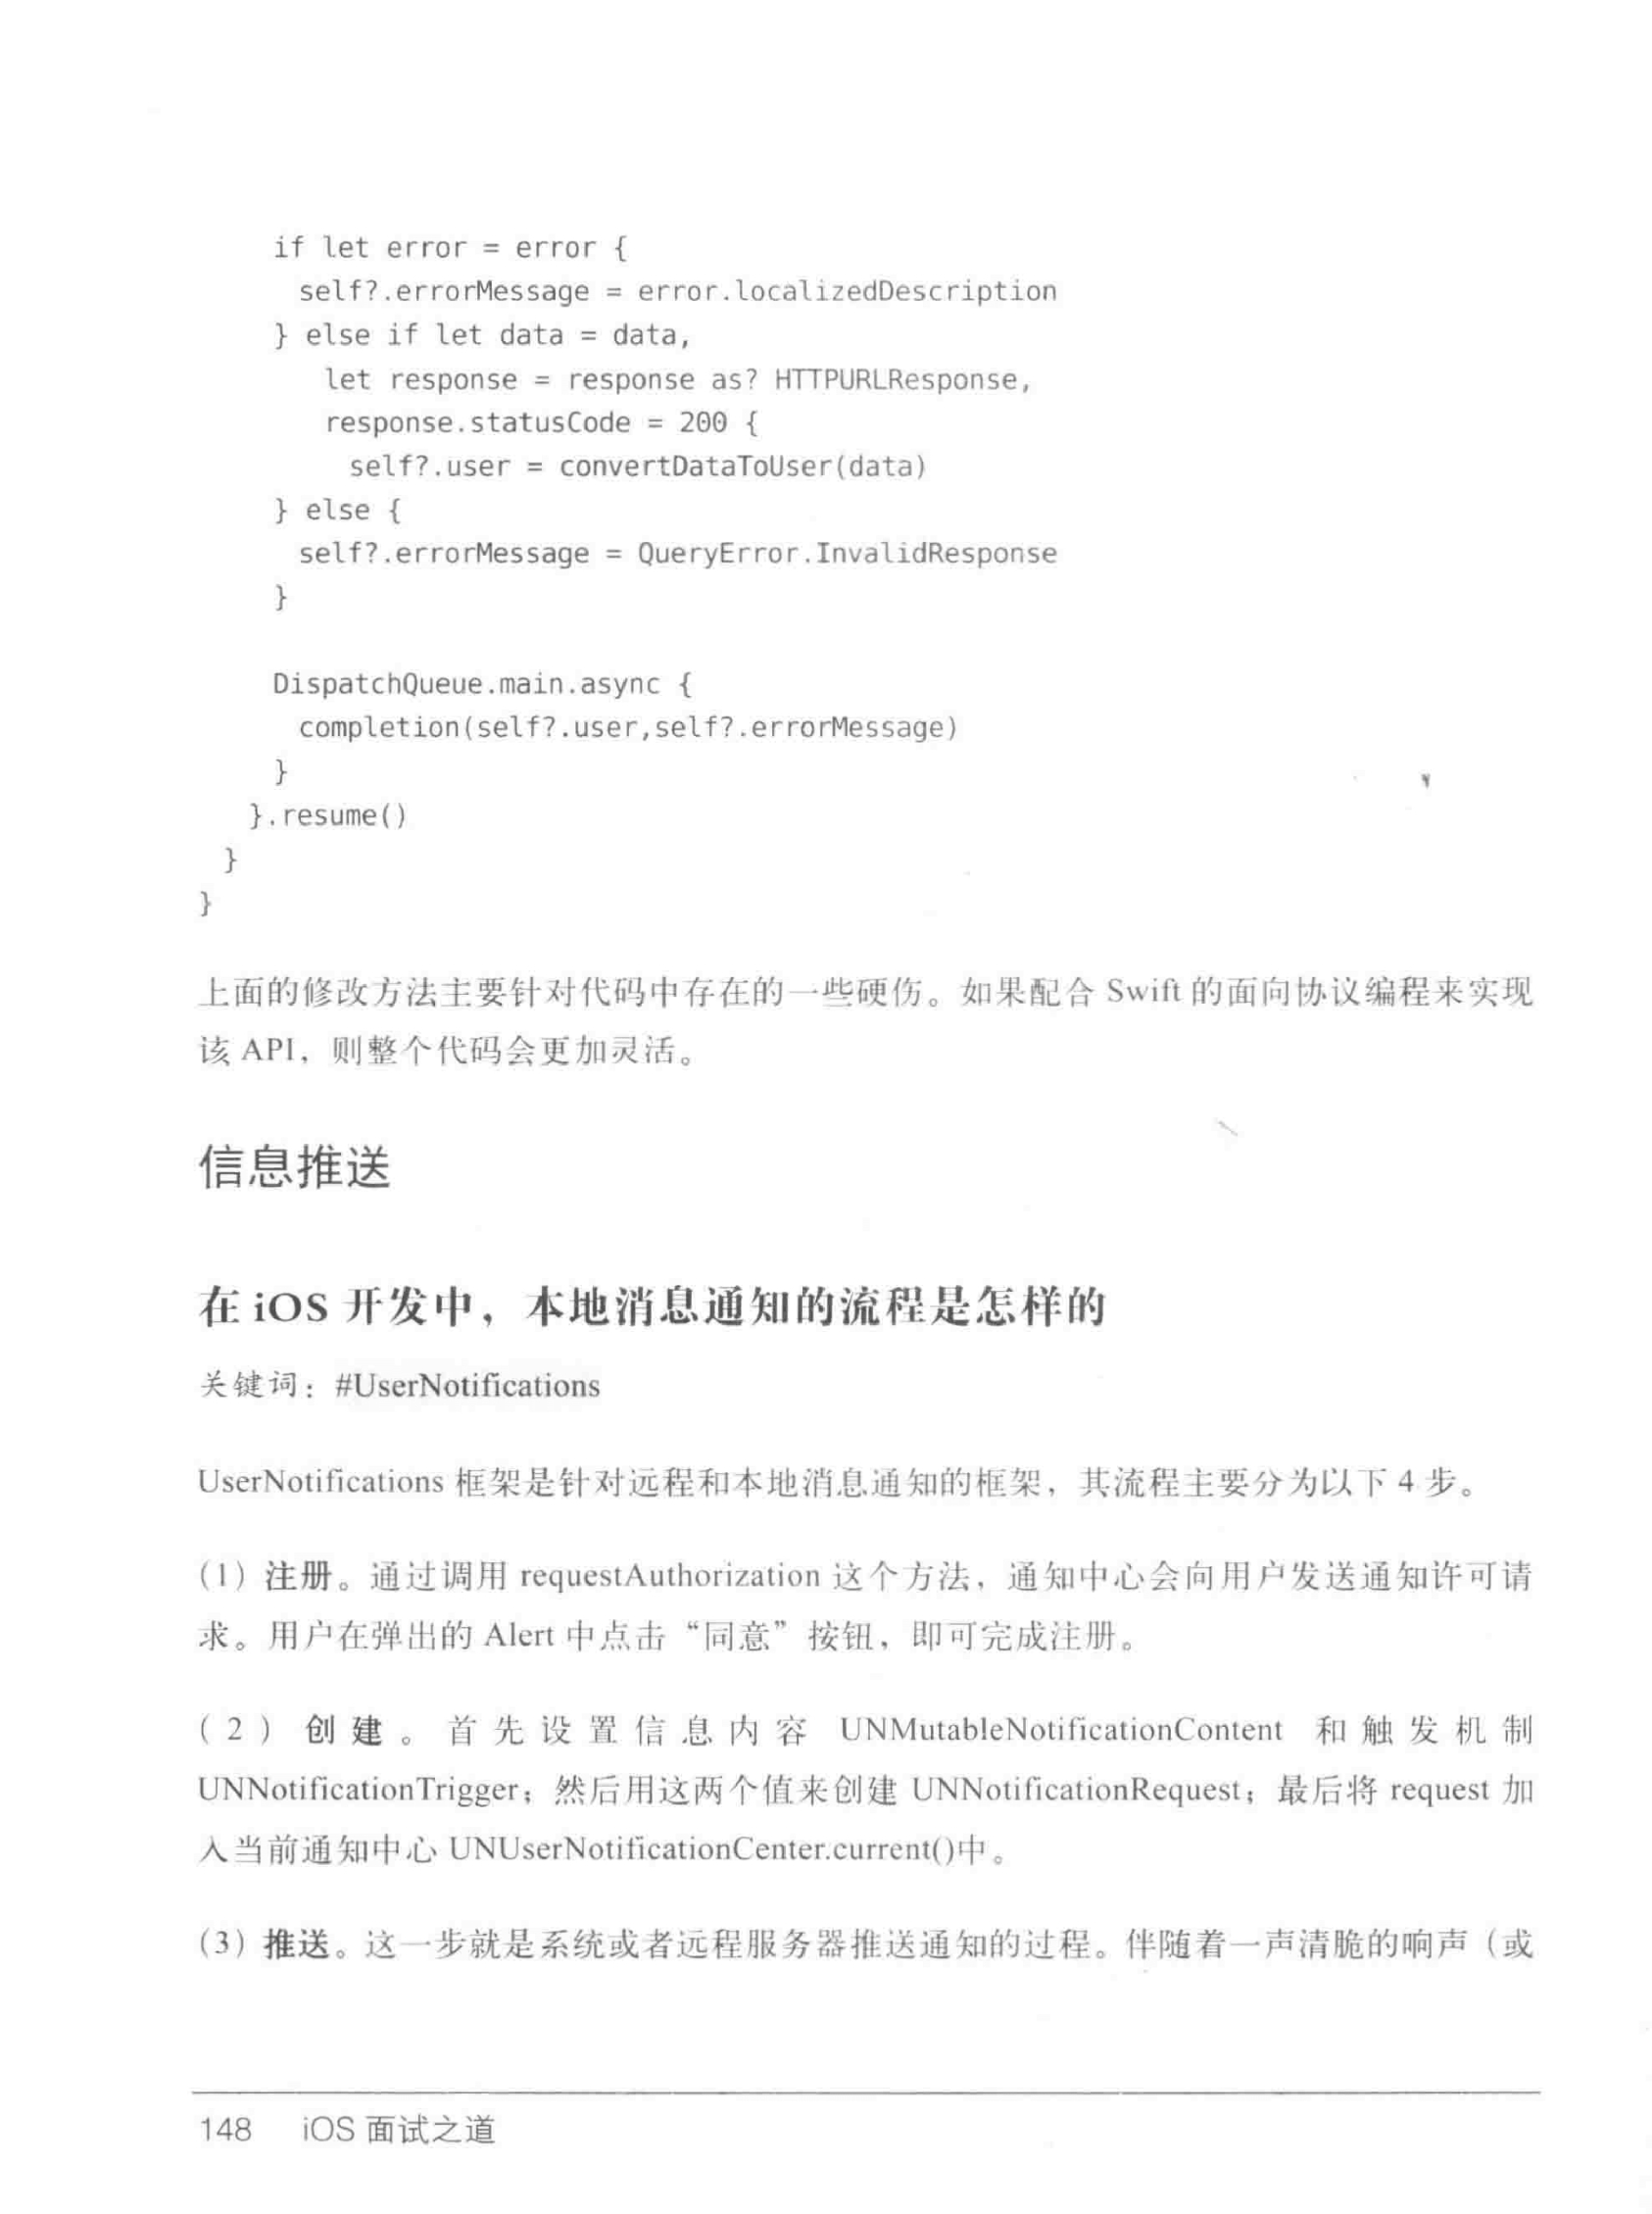 if let error = error {
self?.errorMessage = error.localizedDescription
} else if let data = data,
let response = response as? HTTPURLResponse,
response.statusCode = 200 {
self?.user = convertDataToUser(data)
} else {
self?.errorMessage = QueryError.InvalidResponse
}
DispatchQueue.main.async {
completion(self?.user,self?.errorMessage)
}
}.resume()
}
}
上面的修改方法主要针对代码中存在的一些硬伤。如果配合 Swift 的面向协议编程来实现
该 API，则整个代码会更加灵活。
信息推送
在 iOS 开发中，本地消息通知的流程是怎样的
关键词：#UserNotifications
UserNotifications 框架是针对远程和本地消息通知的框架，其流程主要分为以下 4 步。
（1）注册。通过调用 requestAuthorization 这个方法，通知中心会向用户发送通知许可请
求。用户在弹出的 Alert 中点击“同意”按钮，即可完成注册。
（2）创建。首先设置信息内容 UNMutableNotificationContent 和触发机制
UNNotificationTrigger；然后用这两个值来创建 UNNotificationRequest；最后将 request 加
入当前通知中心 UNUserNotificationCenter.current()中。
（3）推送。这一步就是系统或者远程服务器推送通知的过程。伴随着一声清脆的响声（或
148 iOS 面试之道